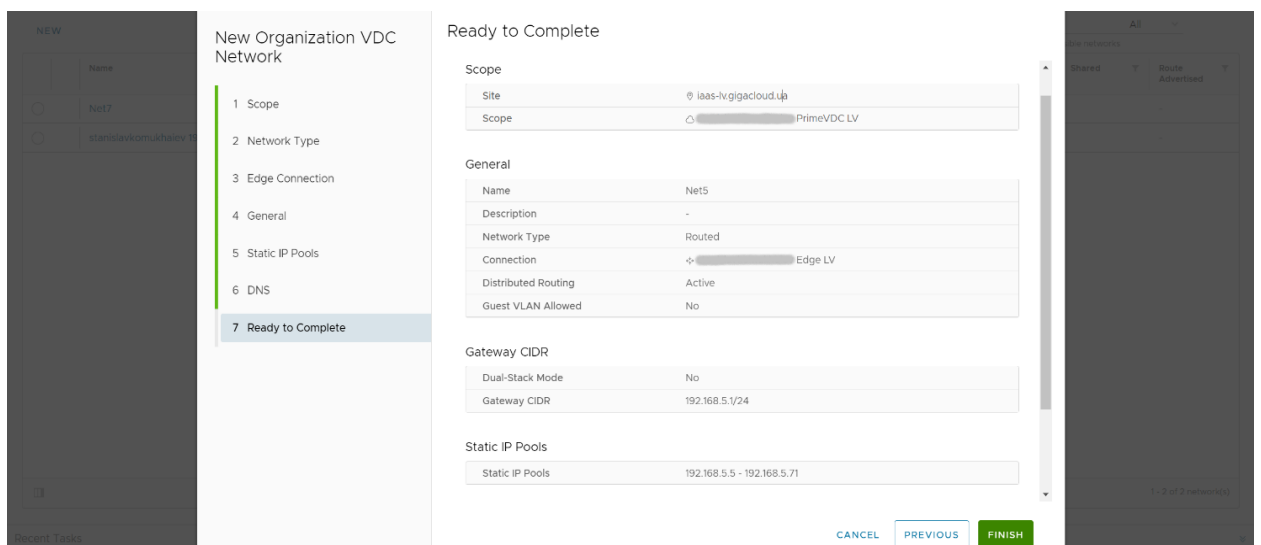 NEW
All
Name
Shared
Route
Advertised
Net7
New Organization VDC
Network
1 Scope
2 Network Type
3 Edge Connection
4 General
5 Static IP Pools
6 DNS
7 Ready to Complete
Ready to Complete
Scope
Site iaas-lv.gigacloud.ua
Scope PrimeVDC LV
General
Name Net5
Description -
Network Type Routed
Connection Edge LV
Distributed Routing Active
Guest VLAN Allowed No
Gateway CIDR
Dual-Stack Mode No
Gateway CIDR 192.168.5.1/24
Static IP Pools
Static IP Pools 192.168.5.5 - 192.168.5.71
1 - 2 of 2 network(s)
CANCEL PREVIOUS FINISH
Recent Tasks